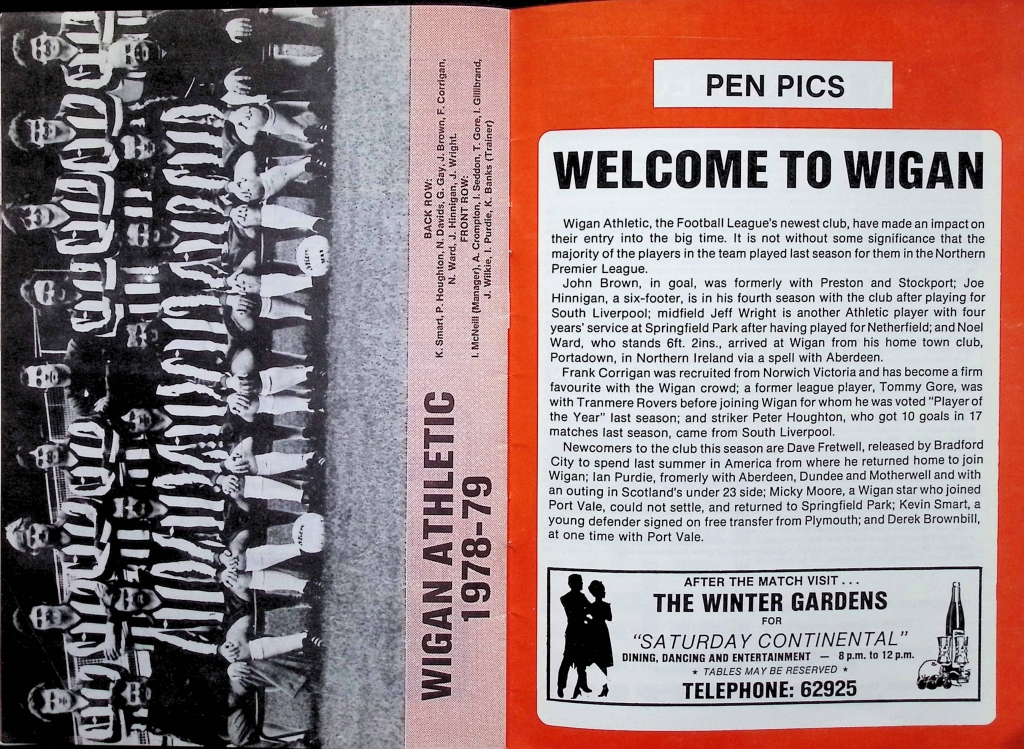 WIGAN ATHLETIC
1978-79
BACK ROW:
K. Smart, P. Houghton, N. Davids, G. Gay, J. Brown, F. Corrigan,
N. Ward, J. Hinnigan, J. Wright.
FRONT ROW:
I. McNeill (Manager), A. Crompton, I. Seddon, T. Gore, I. Gillibrand,
J. Wilkie, I. Purdie, K. Banks (Trainer)
PEN PICS
WELCOME TO WIGAN
Wigan Athletic, the Football League's newest club, have made an impact on
their entry into the big time. It is not without some significance that the
majority of the players in the team played last season for them in the Northern
Premier League.
John Brown, in goal, was formerly with Preston and Stockport; Joe
Hinnigan, a six-footer, is in his fourth season with the club after playing for
South Liverpool; midfield Jeff Wright is another Athletic player with four
years' service at Springfield Park after having played for Netherfield; and Noel
Ward, who stands 6ft. 2ins., arrived at Wigan from his home town club,
Portadown, in Northern Ireland via a spell with Aberdeen.
Frank Corrigan was recruited from Norwich Victoria and has become a firm
favourite with the Wigan crowd; a former league player, Tommy Gore, was
with Tranmere Rovers before joining Wigan for whom he was voted "Player of
the Year" last season; and striker Peter Houghton, who got 10 goals in 17
matches last season, came from South Liverpool.
Newcomers to the club this season are Dave Fretwell, released by Bradford
City to spend last summer in America from where he returned home to join
Wigan; Ian Purdie, fromerly with Aberdeen, Dundee and Motherwell and with
an outing in Scotland's under 23 side; Micky Moore, a Wigan star who joined
Port Vale, could not settle, and returned to Springfield Park; Kevin Smart, a
young defender signed on free transfer from Plymouth; and Derek Brownbill,
at one time with Port Vale.
AFTER THE MATCH VISIT . . .
THE WINTER GARDENS
FOR
"SATURDAY CONTINENTAL"
DINING, DANCING AND ENTERTAINMENT — 8 p.m. to 12 p.m.
* TABLES MAY BE RESERVED *
TELEPHONE: 62925